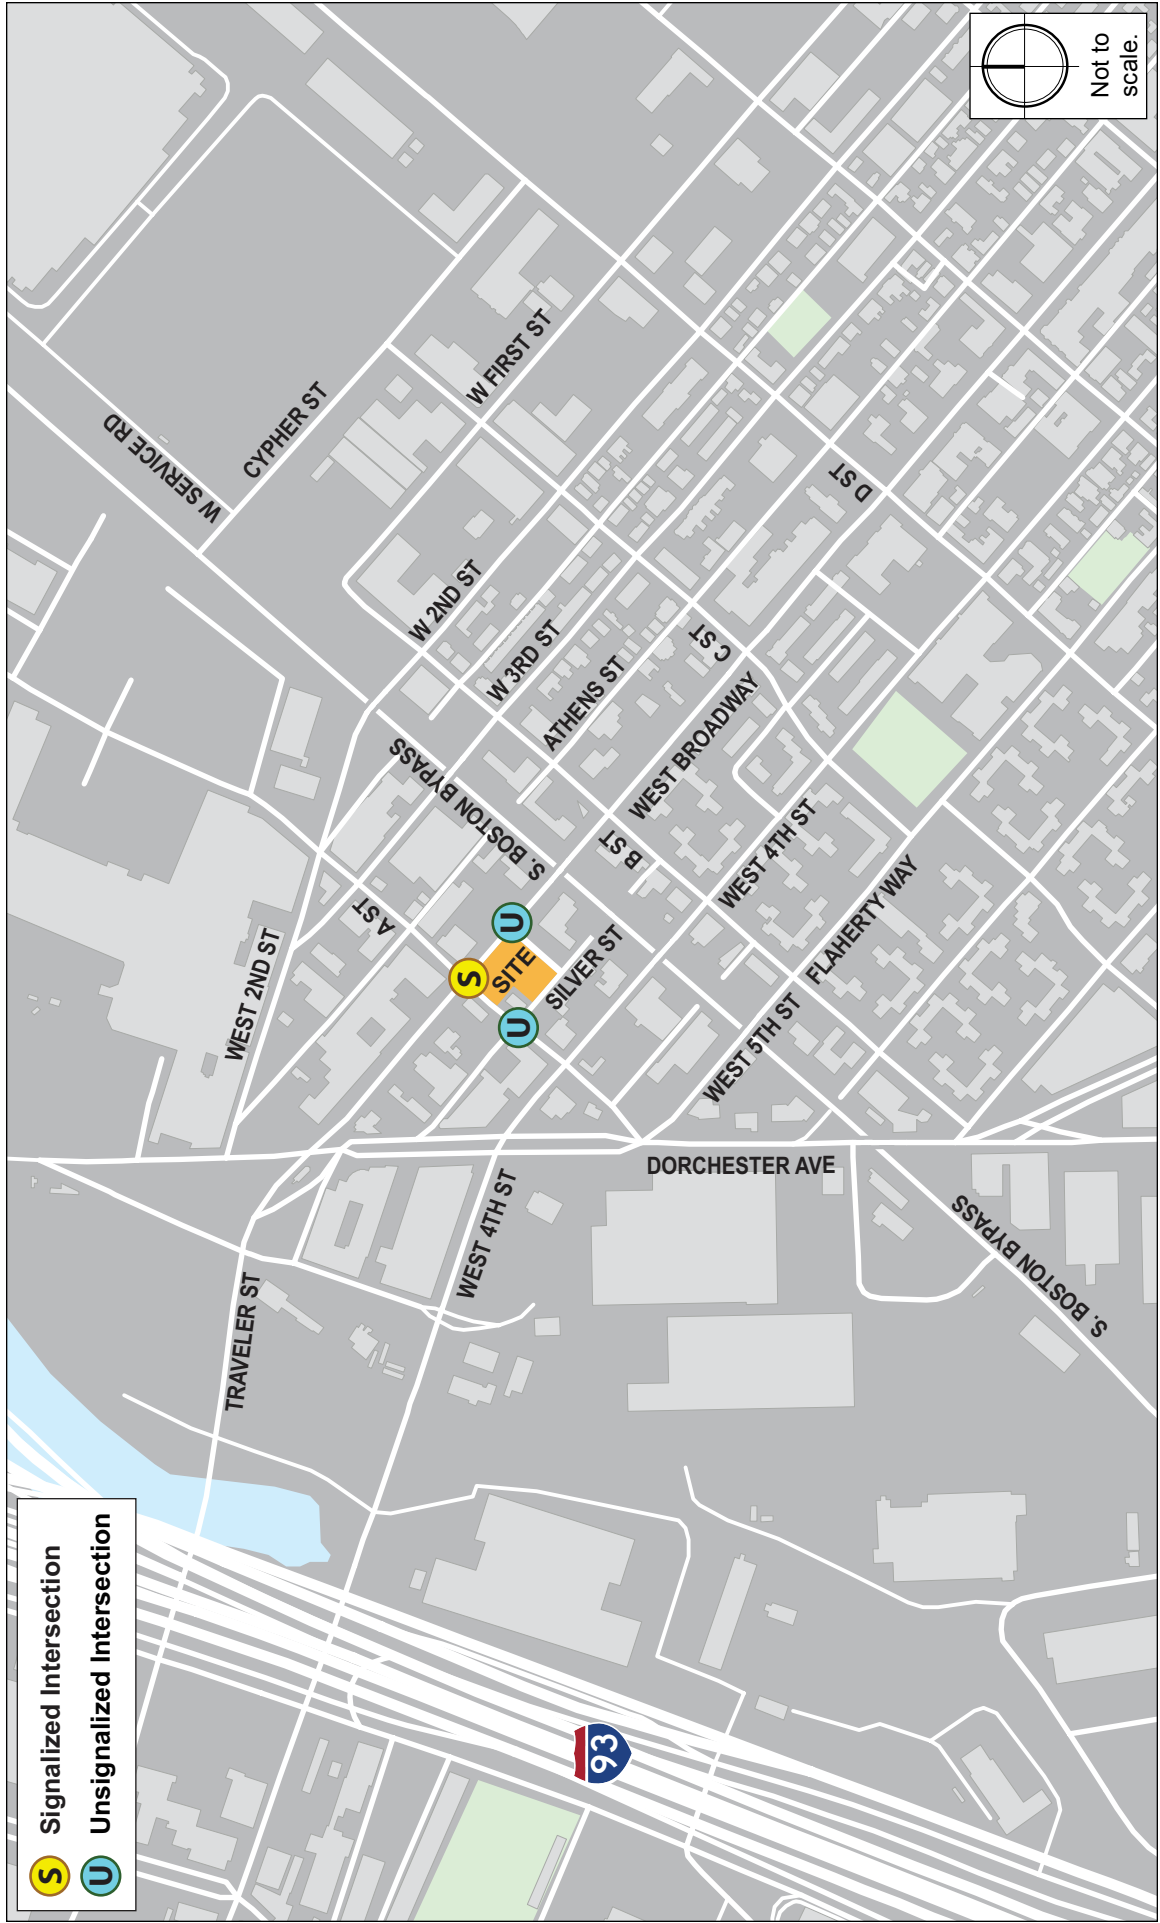 S Signalized Intersection
U Unsignalized Intersection
Not to
scale.
93
TRAVELER ST
WEST 4TH ST
DORCHESTER AVE
S. BOSTON BYPASS
WEST 2ND ST
A ST
S
U
U
SITE
SILVER ST
WEST 5TH ST
FLAHERTY WAY
WEST 4TH ST
B ST
WEST BROADWAY
S. BOSTON BYPASS
ATHENS ST
W 3RD ST
W 2ND ST
C ST
D ST
W FIRST ST
CYPHER ST
W SERVICE RD